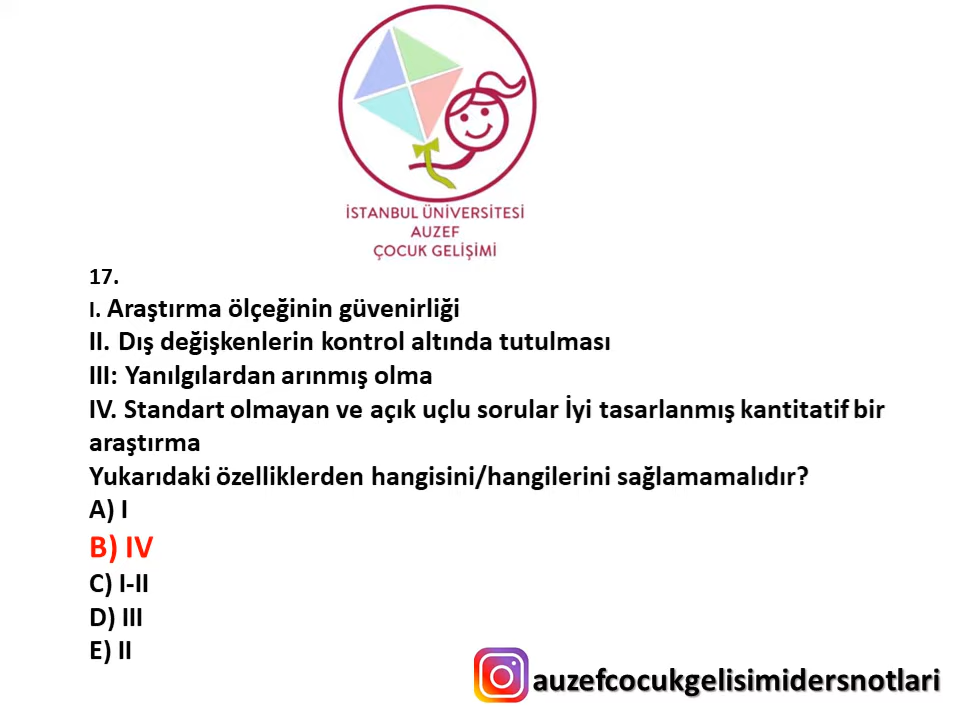 İSTANBUL ÜNİVERSİTESİ
AUZEF
ÇOCUK GELİŞİMİ
17.
I. Araştırma ölçeğinin güvenirliği
II. Dış değişkenlerin kontrol altında tutulması
III: Yanılgılardan arınmış olma
IV. Standart olmayan ve açık uçlu sorular İyi tasarlanmış kantitatif bir
araştırma
Yukarıdaki özelliklerden hangisini/hangilerini sağlamamalıdır?
A) I
B) IV
C) I-II
D) III
E) II
auzefcocukgelisimidersnotlari